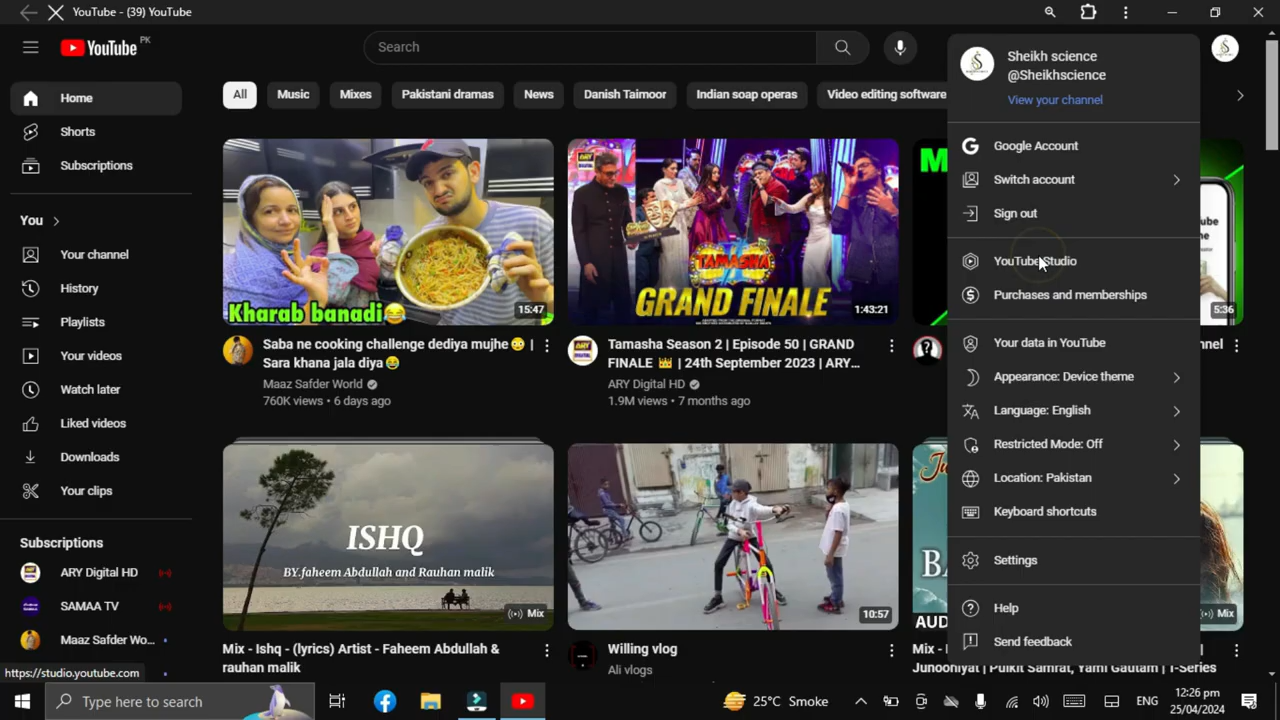 YouTube - (39) YouTube
YouTube PK
Search
Sheikh science
@Sheikhscience
View your channel
Home
Shorts
Subscriptions
You
Your channel
History
Playlists
Your videos
Watch later
Liked videos
Downloads
Your clips
Subscriptions
ARY Digital HD
SAMAA TV
Maaz Safder Wo...
All
Music
Mixes
Pakistani dramas
News
Danish Taimoor
Indian soap operas
Video editing software
Kharab banadi😂
15:47
Saba ne cooking challenge dediya mujhe😳 |
Sara khana jala diya😂
Maaz Safder World
760K views • 6 days ago
ARY DIGITAL
TAMASHA
GRAND FINALE
1:43:21
Tamasha Season 2 | Episode 50 | GRAND
FINALE 👑 | 24th September 2023 | ARY...
ARY Digital HD
1.9M views • 7 months ago
M
5:36
ISHQ
BY.faheem Abdullah and Rauhan malik
Mix
Mix - Ishq - (lyrics) Artist - Faheem Abdullah &
rauhan malik
10:57
Willing vlog
Ali vlogs
Mix
Junooniyat | Pulkit Samrat, Yami Gautam | T-Series
Google Account
Switch account
Sign out
YouTube Studio
Purchases and memberships
Your data in YouTube
Appearance: Device theme
Language: English
Restricted Mode: Off
Location: Pakistan
Keyboard shortcuts
Settings
Help
Send feedback
https://studio.youtube.com
Type here to search
25°C Smoke
ENG
12:26 pm
25/04/2024